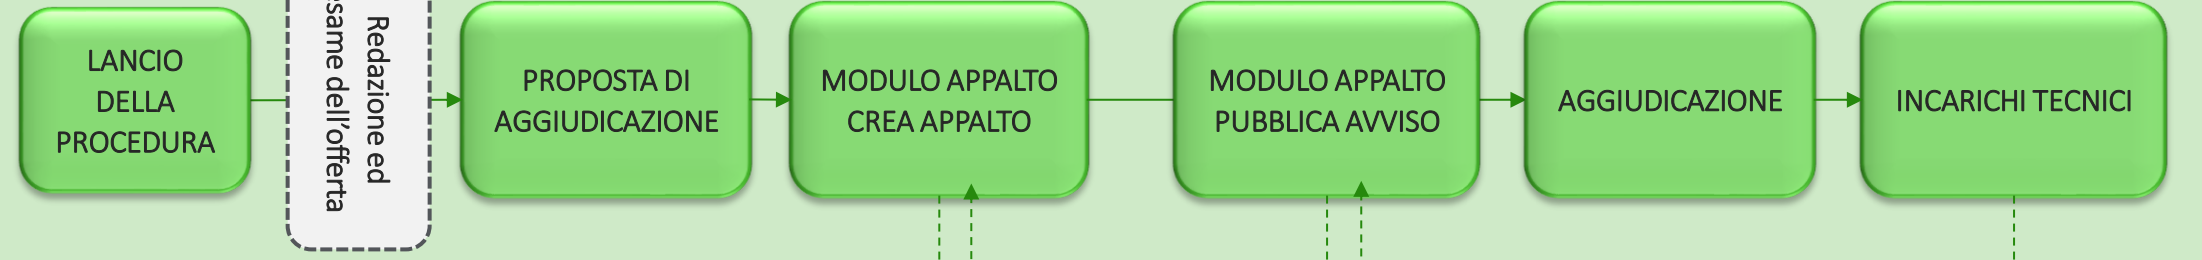 LANCIO
DELLA
PROCEDURA
Redazione ed
esame dell'offerta
PROPOSTA DI
AGGIUDICAZIONE
MODULO APPALTO
CREA APPALTO
MODULO APPALTO
PUBBLICA AVVISO
AGGIUDICAZIONE
INCARICHI TECNICI